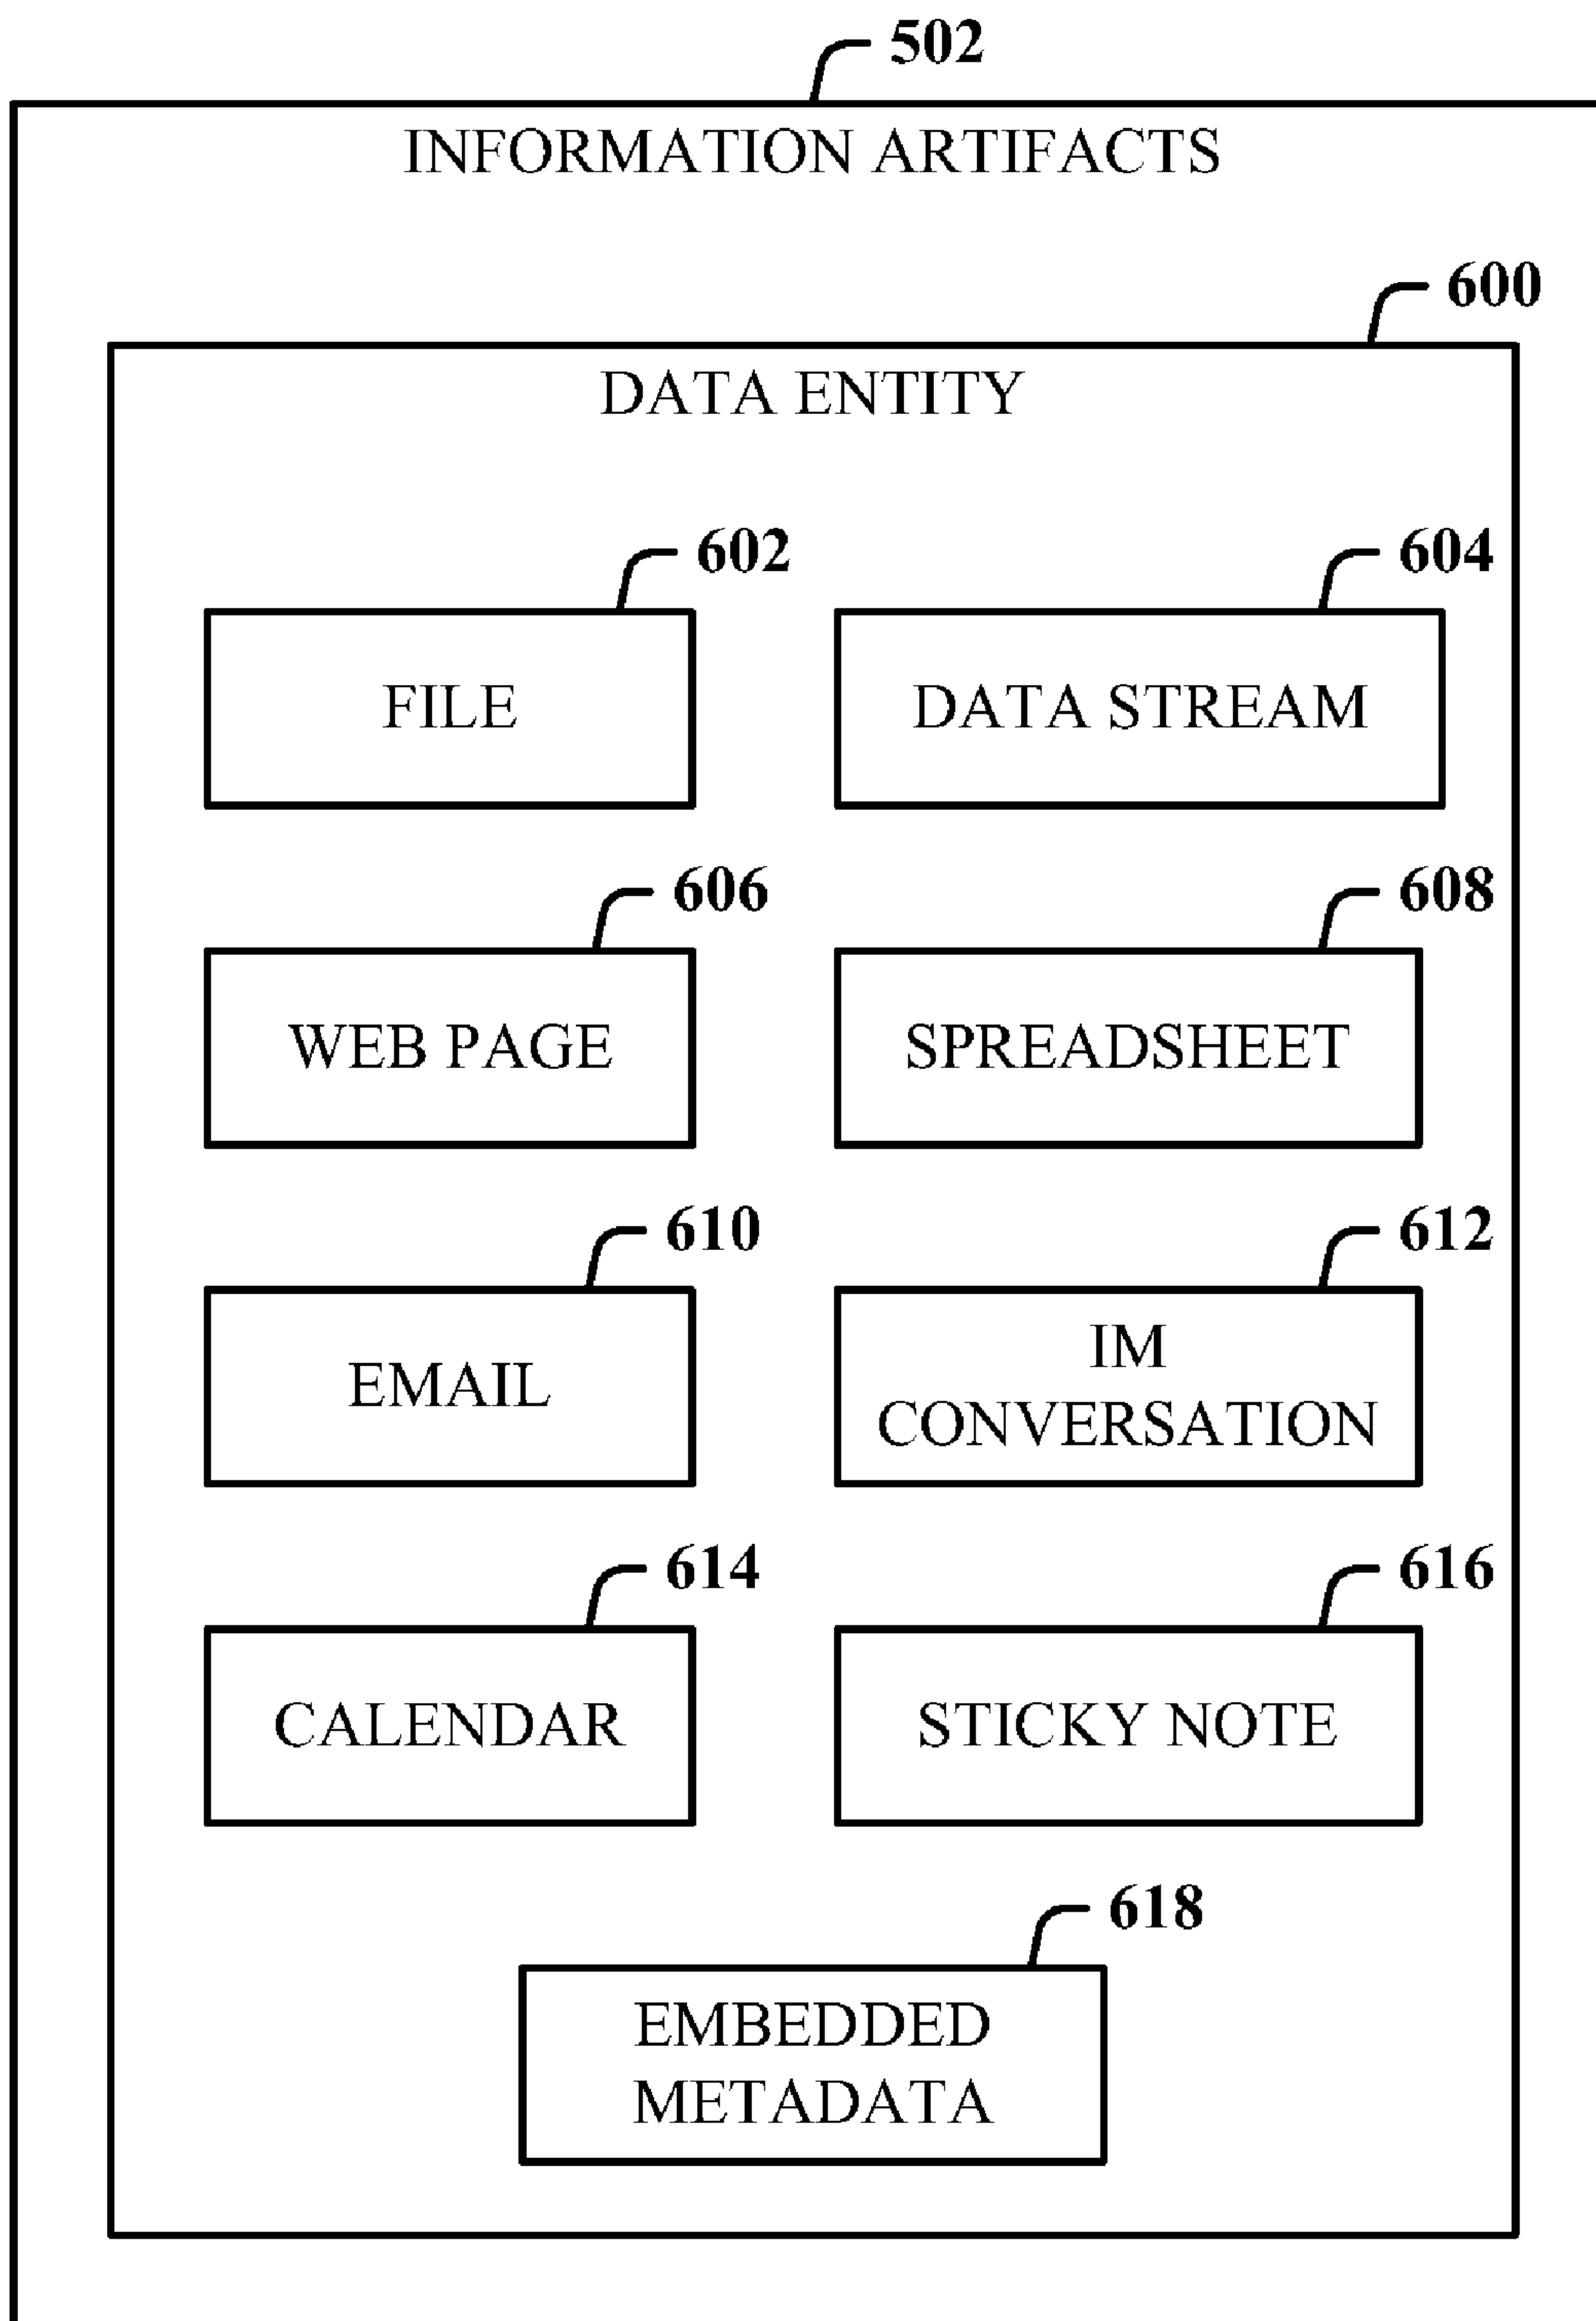 502
INFORMATION ARTIFACTS
600
DATA ENTITY
602
604
FILE
DATA STREAM
606
608
WEB PAGE
SPREADSHEET
610
612
EMAIL
IM
CONVERSATION
614
616
CALENDAR
STICKY NOTE
618
EMBEDDED
METADATA